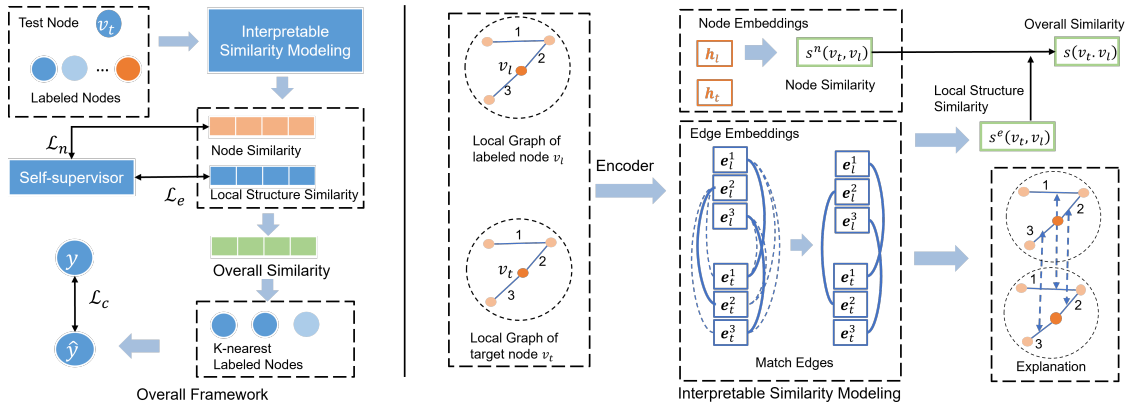 Test Node
v_t
...
Labeled Nodes
Interpretable
Similarity Modeling
ℒ_n
Node Similarity
Self-supervisor
Local Structure Similarity
ℒ_e
Overall Similarity
y
ℒ_c
ŷ
K-nearest
Labeled Nodes
Overall Framework
1
2
v_l
3
Local Graph of
labeled node v_l
1
2
v_t
3
Local Graph of
target node v_t
Encoder
Node Embeddings
h_l
h_t
s^n(v_t, v_l)
Node Similarity
Overall Similarity
s(v_t. v_l)
Local Structure
Similarity
s^e(v_t, v_l)
Edge Embeddings
e_l^1
e_l^2
e_l^3
e_t^1
e_t^2
e_t^3
e_l^1
e_l^2
e_l^3
e_t^1
e_t^2
e_t^3
Match Edges
1
2
3
1
2
3
Explanation
Interpretable Similarity Modeling